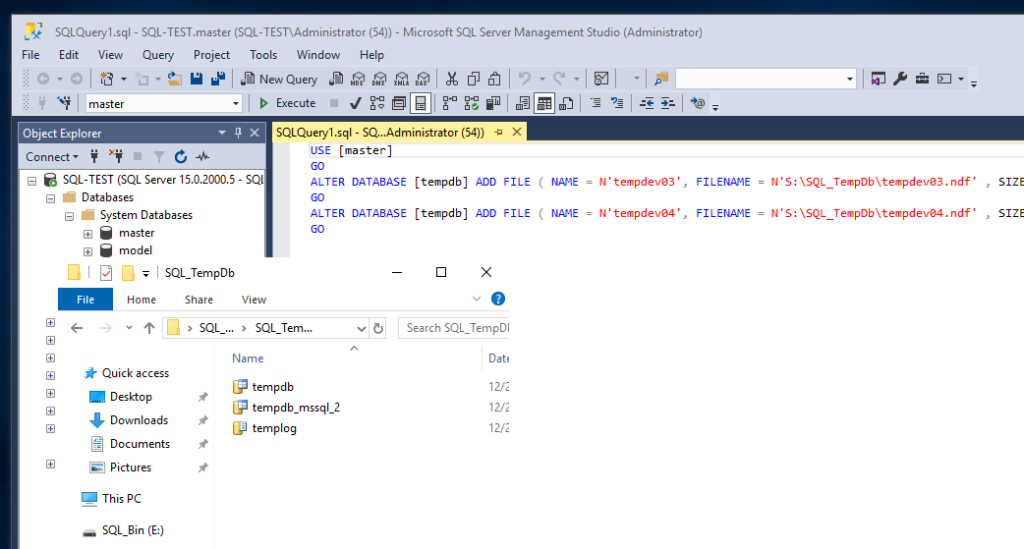 SQLQuery1.sql - SQL-TEST.master (SQL-TEST\Administrator (54)) - Microsoft SQL Server Management Studio (Administrator)
File Edit View Query Project Tools Window Help
New Query MDX DMX XMLA DAX
master Execute
Object Explorer
SQLQuery1.sql - SQ...Administrator (54))
Connect
SQL-TEST (SQL Server 15.0.2000.5 - SQL
Databases
System Databases
master
model
USE [master]
GO
ALTER DATABASE [tempdb] ADD FILE ( NAME = N'tempdev03', FILENAME = N'S:\SQL_TempDb\tempdev03.ndf' , SIZE
GO
ALTER DATABASE [tempdb] ADD FILE ( NAME = N'tempdev04', FILENAME = N'S:\SQL_TempDb\tempdev04.ndf' , SIZE
GO
SQL_TempDb
File Home Share View
SQL_... SQL_Tem... Search SQL_TempD
Name Date
Quick access
Desktop
Downloads
Documents
Pictures
This PC
SQL_Bin (E:)
tempdb 12/2
tempdb_mssql_2 12/2
templog 12/2